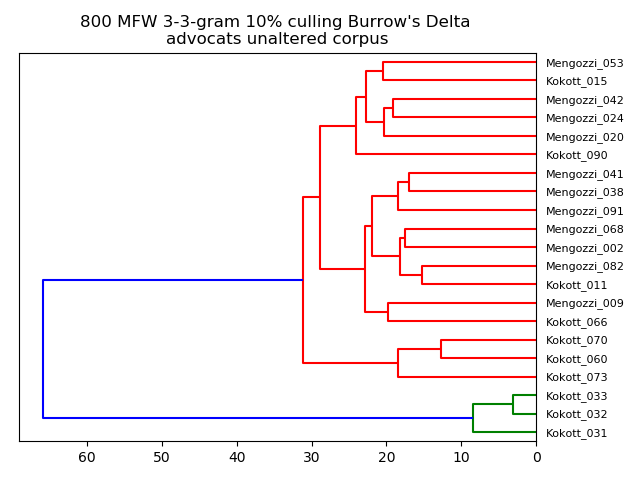 800 MFW 3-3-gram 10% culling Burrow's Delta
advocats unaltered corpus
Mengozzi_053
Kokott_015
Mengozzi_042
Mengozzi_024
Mengozzi_020
Kokott_090
Mengozzi_041
Mengozzi_038
Mengozzi_091
Mengozzi_068
Mengozzi_002
Mengozzi_082
Kokott_011
Mengozzi_009
Kokott_066
Kokott_070
Kokott_060
Kokott_073
Kokott_033
Kokott_032
Kokott_031
60 50 40 30 20 10 0